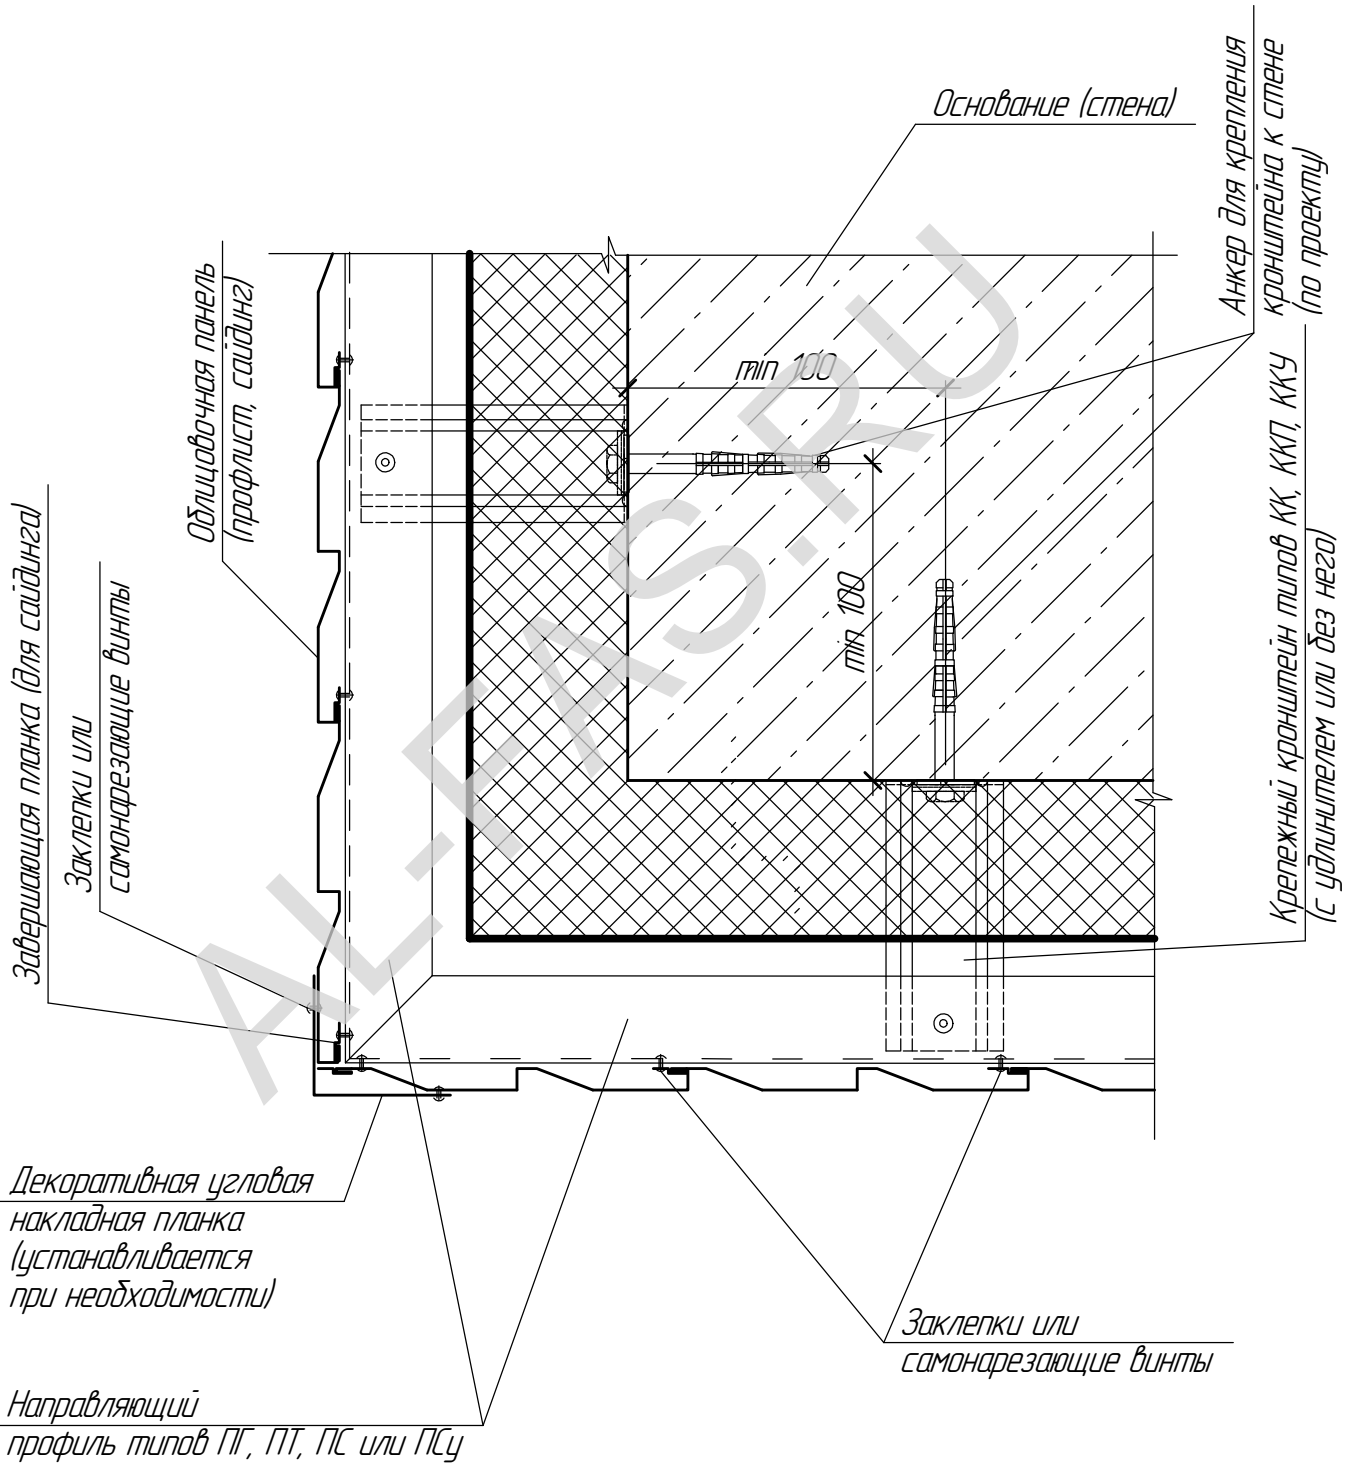 Основание (стена)
Анкер для крепления
кронштейна к стене
(по проекту)
Облицовочная панель
(профлист, сайдинг)
min 100
min 100
Крепежный кронштейн типов КК, ККП, ККУ
(с удлинителем или без него)
Завершающая планка (для сайдинга)
Заклепки или
самонарезающие винты
AL-FAS.RU
Декоративная угловая
накладная планка
(устанавливается
при необходимости)
Заклепки или
самонарезающие винты
Направляющий
профиль типов ПГ, ПТ, ПС или ПСу